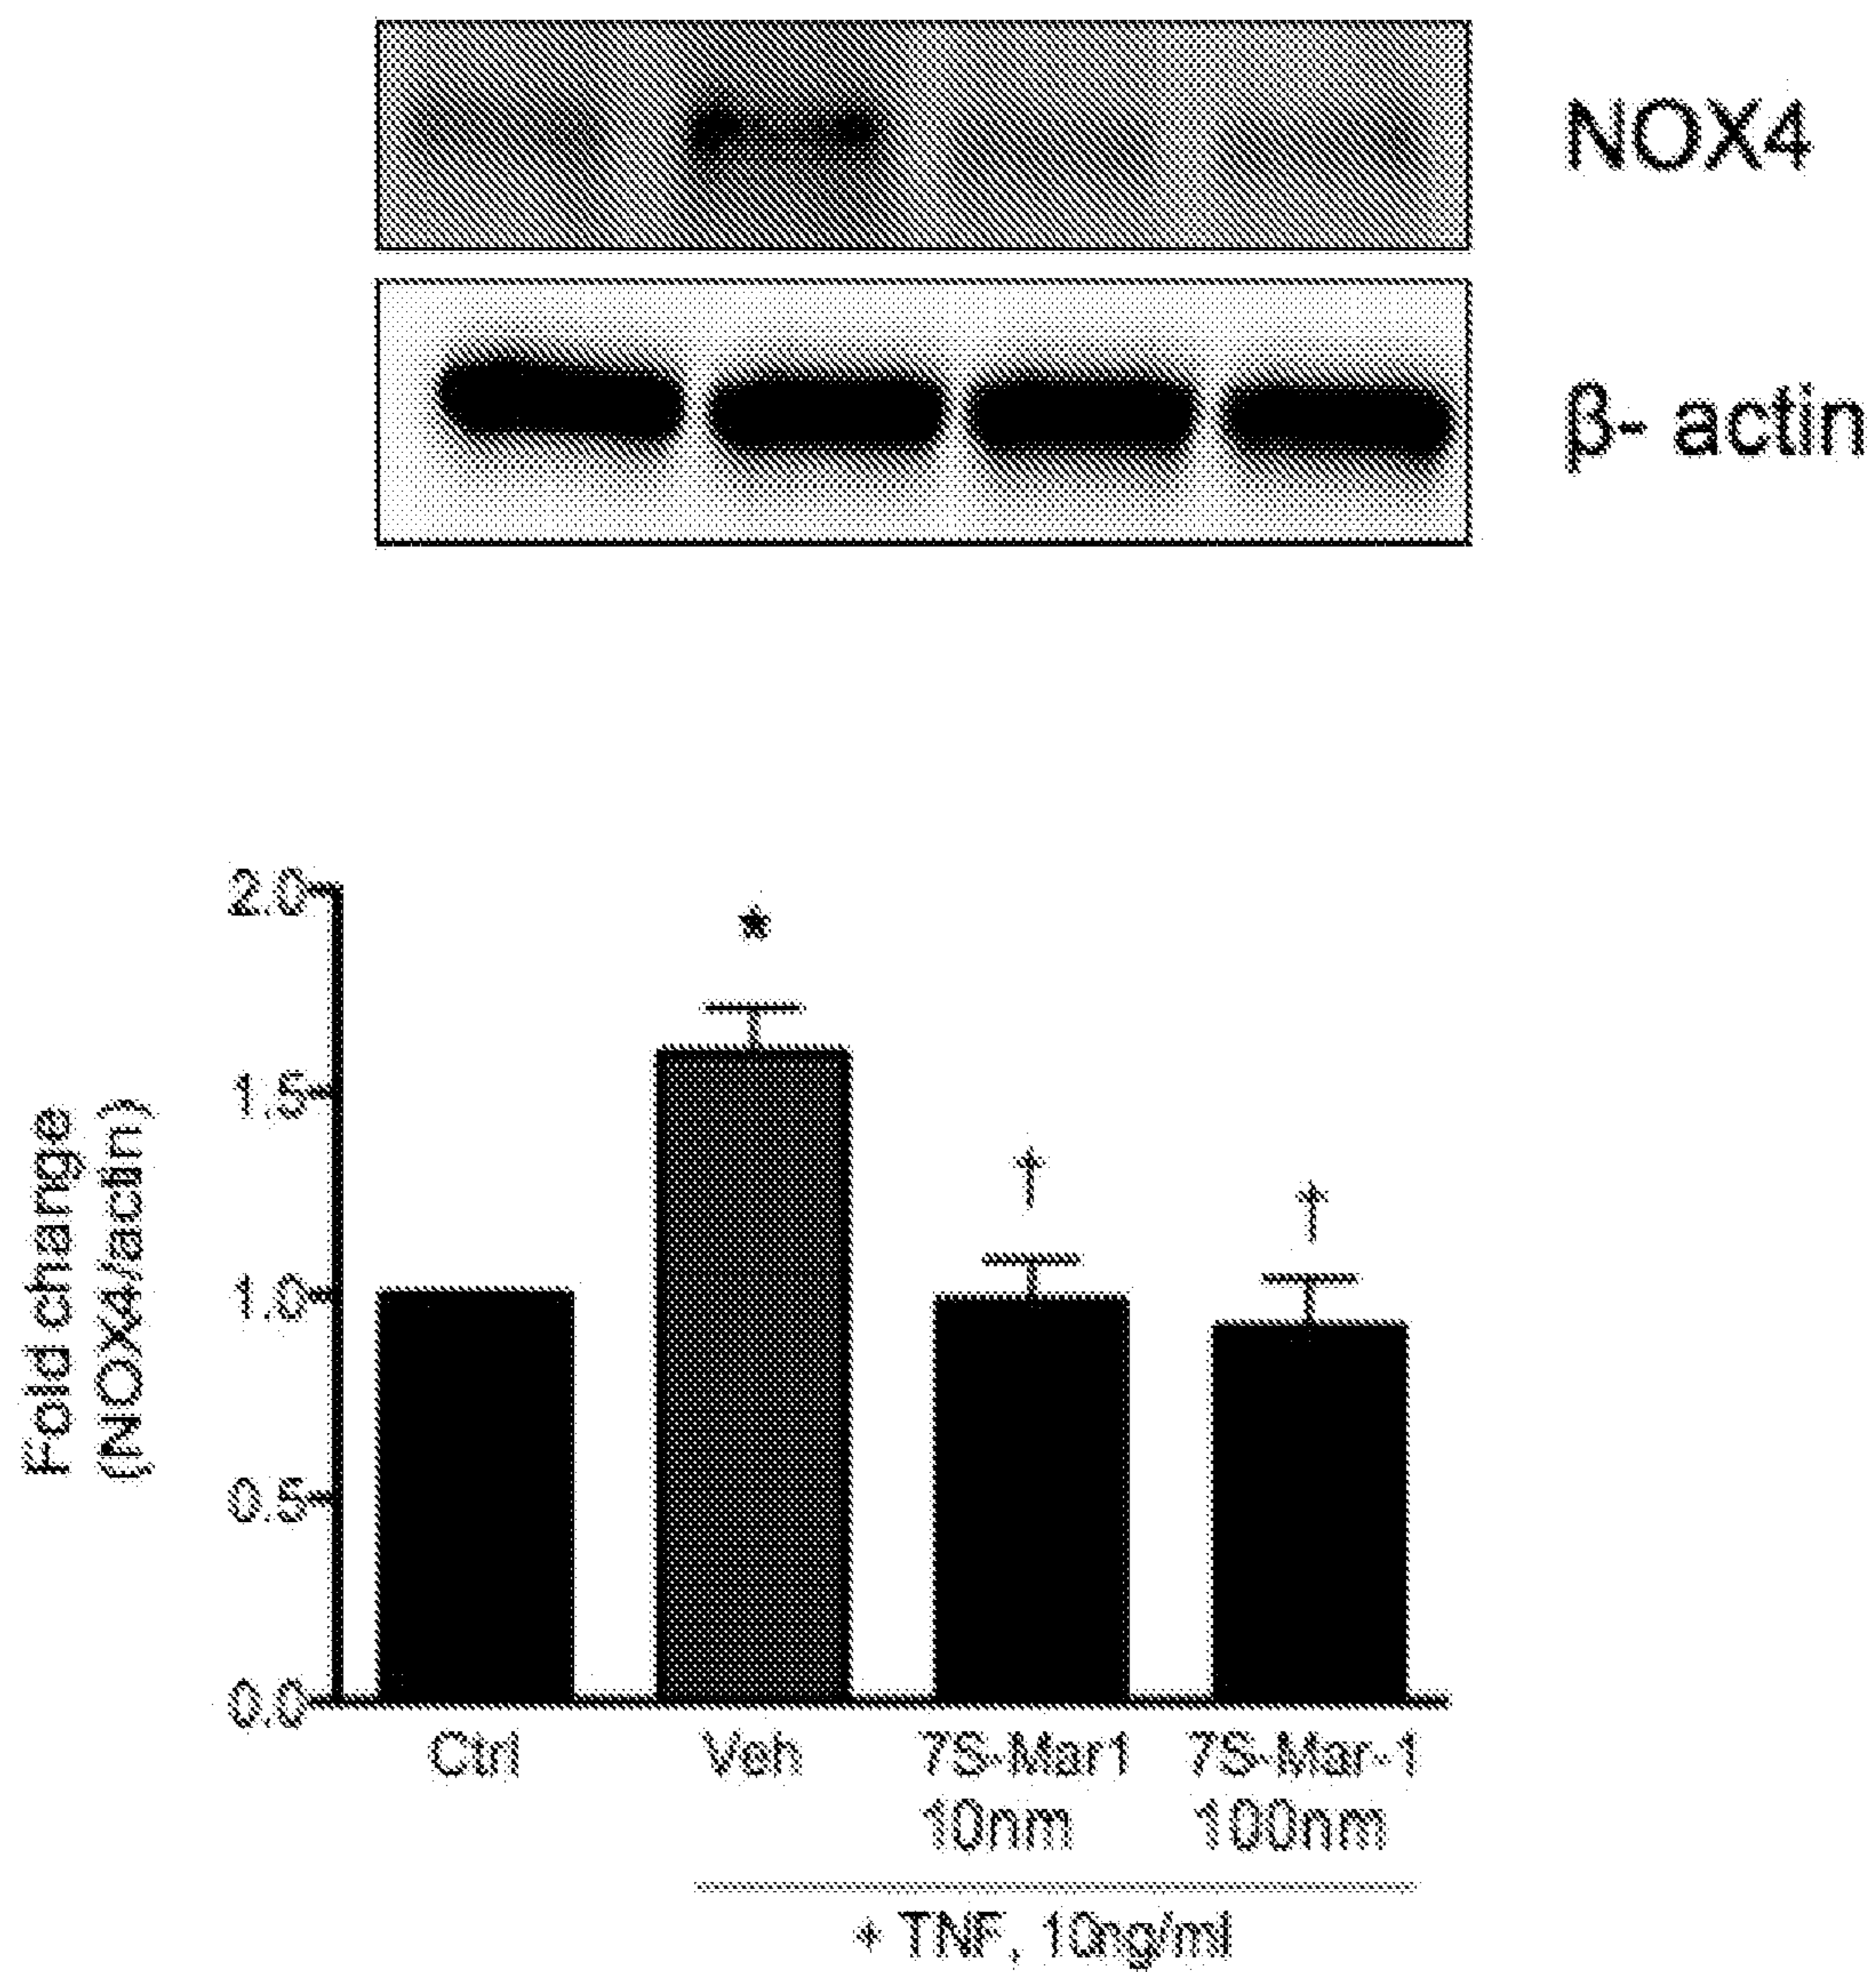 NOX4
β- actin
2.0
1.5
1.0
0.5
0.0
Fold change
(NOX4/actin)
*
†
†
Ctrl
Veh
7S-Mar1
10nm
7S-Mar-1
100nm
+ TNF, 10ng/ml